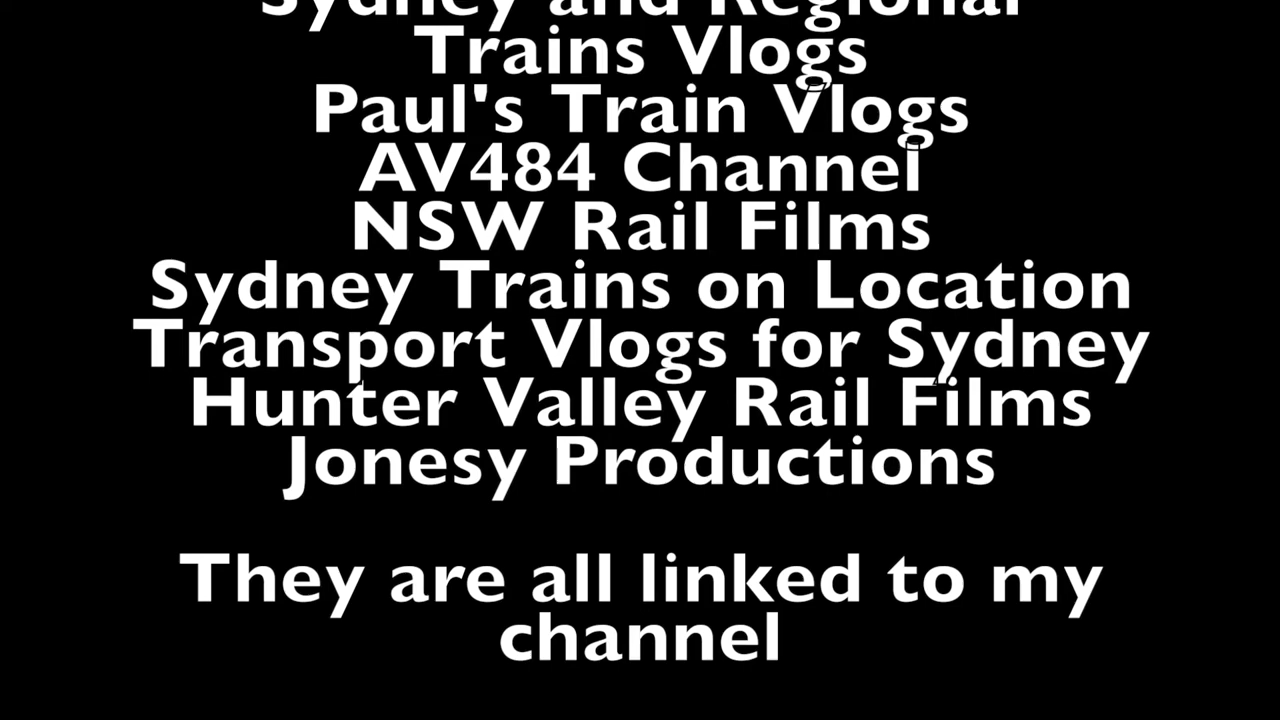 Sydney and Regional
Trains Vlogs
Paul's Train Vlogs
AV484 Channel
NSW Rail Films
Sydney Trains on Location
Transport Vlogs for Sydney
Hunter Valley Rail Films
Jonesy Productions
They are all linked to my
channel